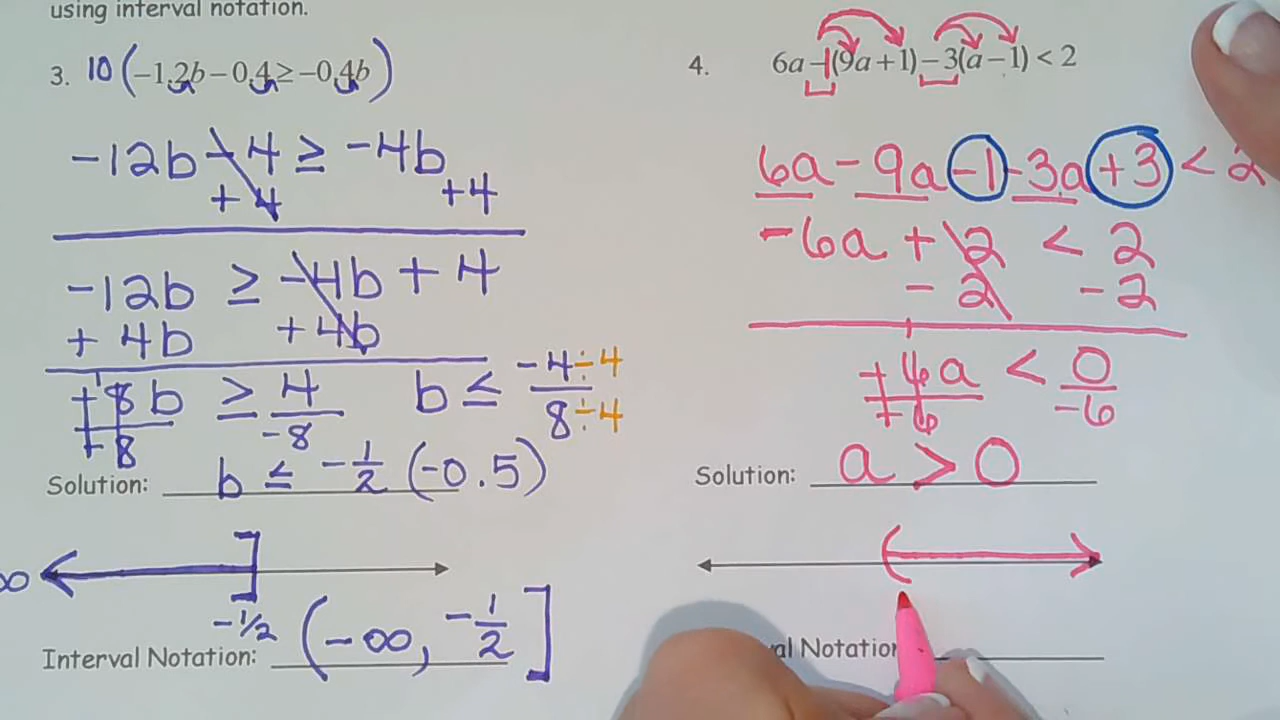 using interval notation.
3. 10(-1.2b - 0.4 ≥ -0.4b)
-12b - 4 ≥ -4b
+ 4 +4
-12b ≥ -4b + 4
+ 4b +4b
-8b ≥ 4 b ≤ -4÷4
-8 -8 8÷4
Solution: b ≤ -1/2 (-0.5)
∞
-1/2
Interval Notation: (-∞, -1/2]
4. 6a -1(9a+1) -3(a-1) < 2
6a - 9a -1 -3a +3 < 2
-6a + 2 < 2
- 2 - 2
-6a < 0
-6 -6
Solution: a > 0
al Notation